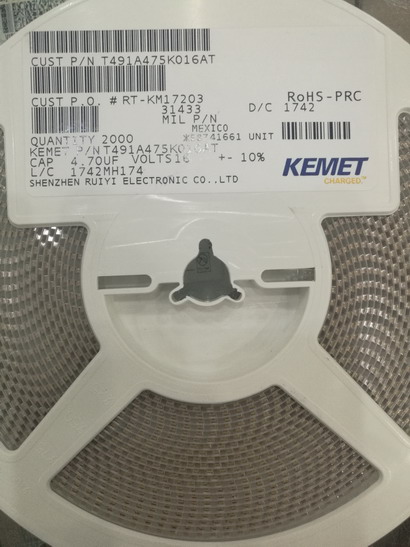 CUST P/N T491A475K016AT
CUST P.O. # RT-KM17203
RoHS-PRC
31433
D/C 1742
MIL P/N
MEXICO
QUANTITY 2000
UNIT
KEMET P/N
CAP 4.70UF VOLTS16 +- 10%
L/C 1742MH174
KEMET
CHARGED.™
SHENZHEN RUIYI ELECTRONIC CO.,LTD